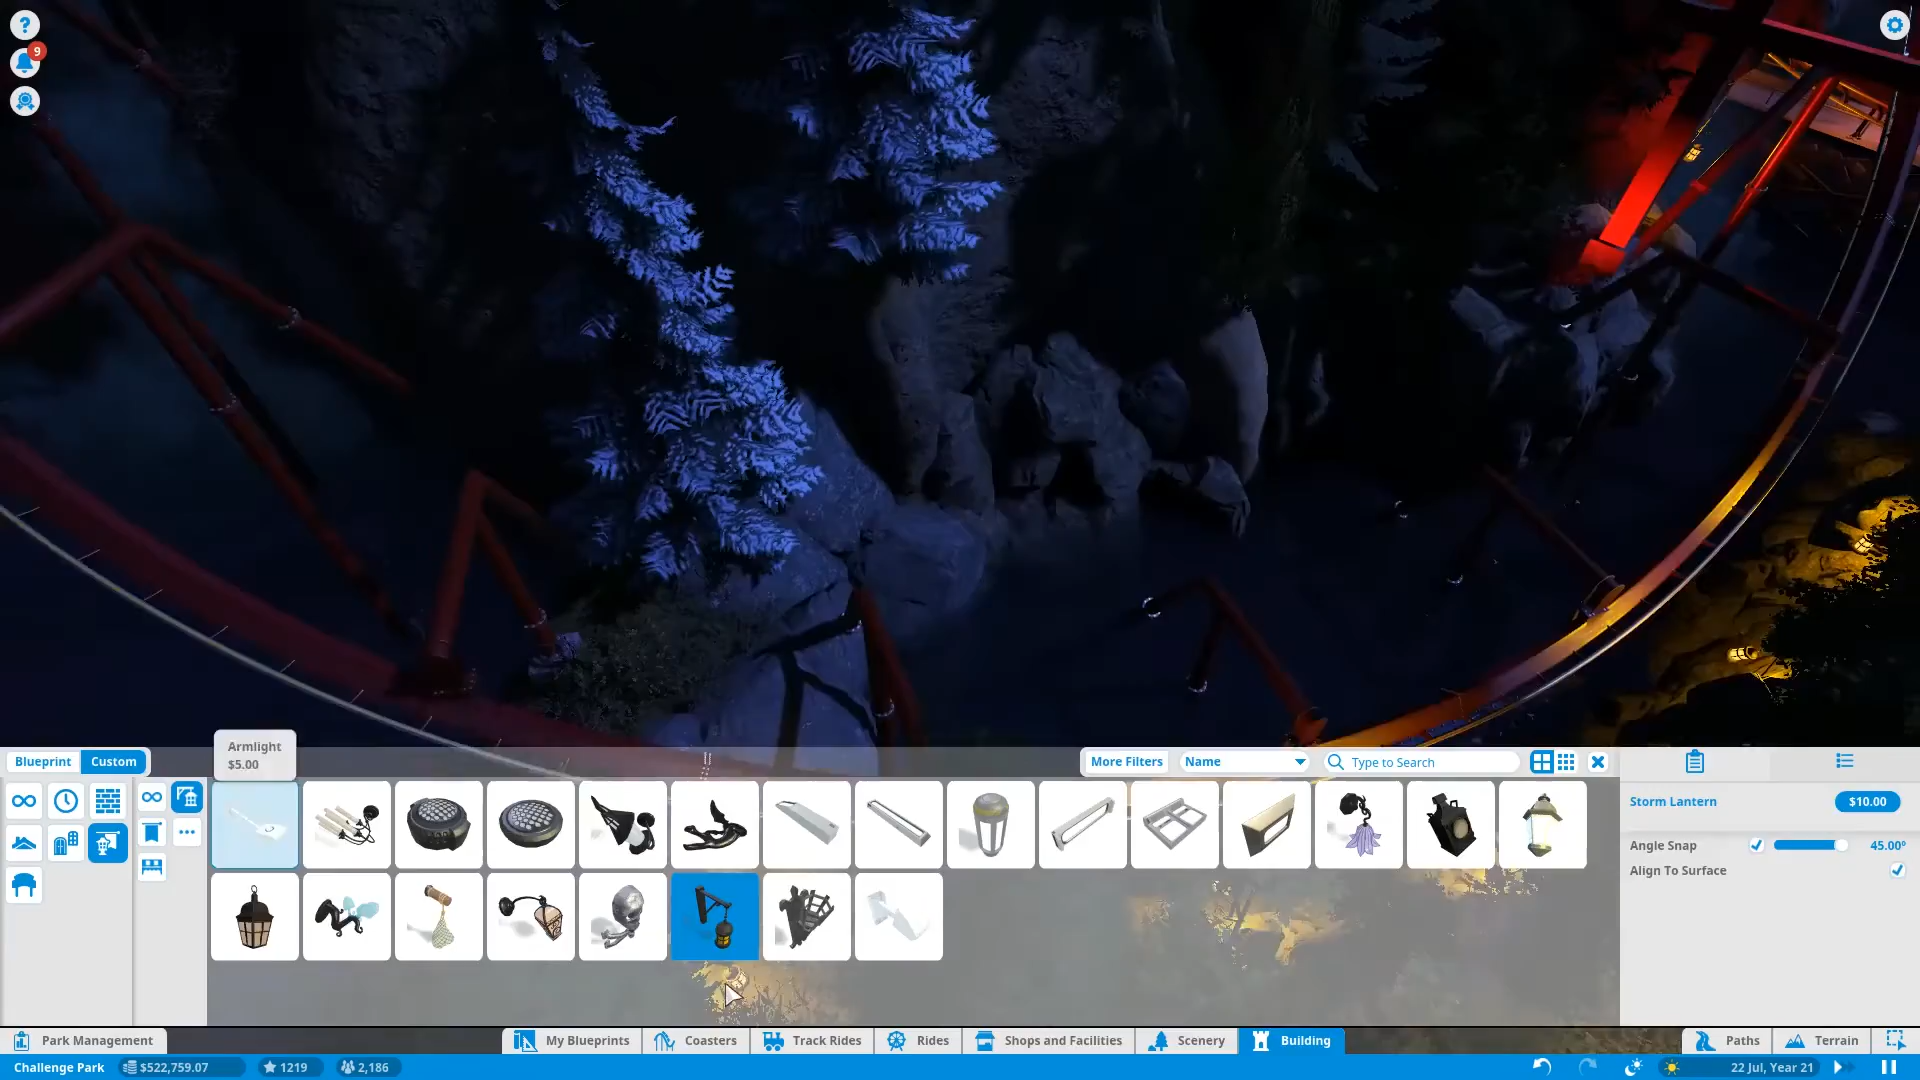 ?
9
Armlight
$5.00
Blueprint
Custom
More Filters
Name
Type to Search
Storm Lantern
$10.00
Angle Snap
45.00°
Align To Surface
Park Management
My Blueprints
Coasters
Track Rides
Rides
Shops and Facilities
Scenery
Building
Paths
Terrain
Challenge Park
$522,759.07
1219
2,186
22 Jul, Year 21